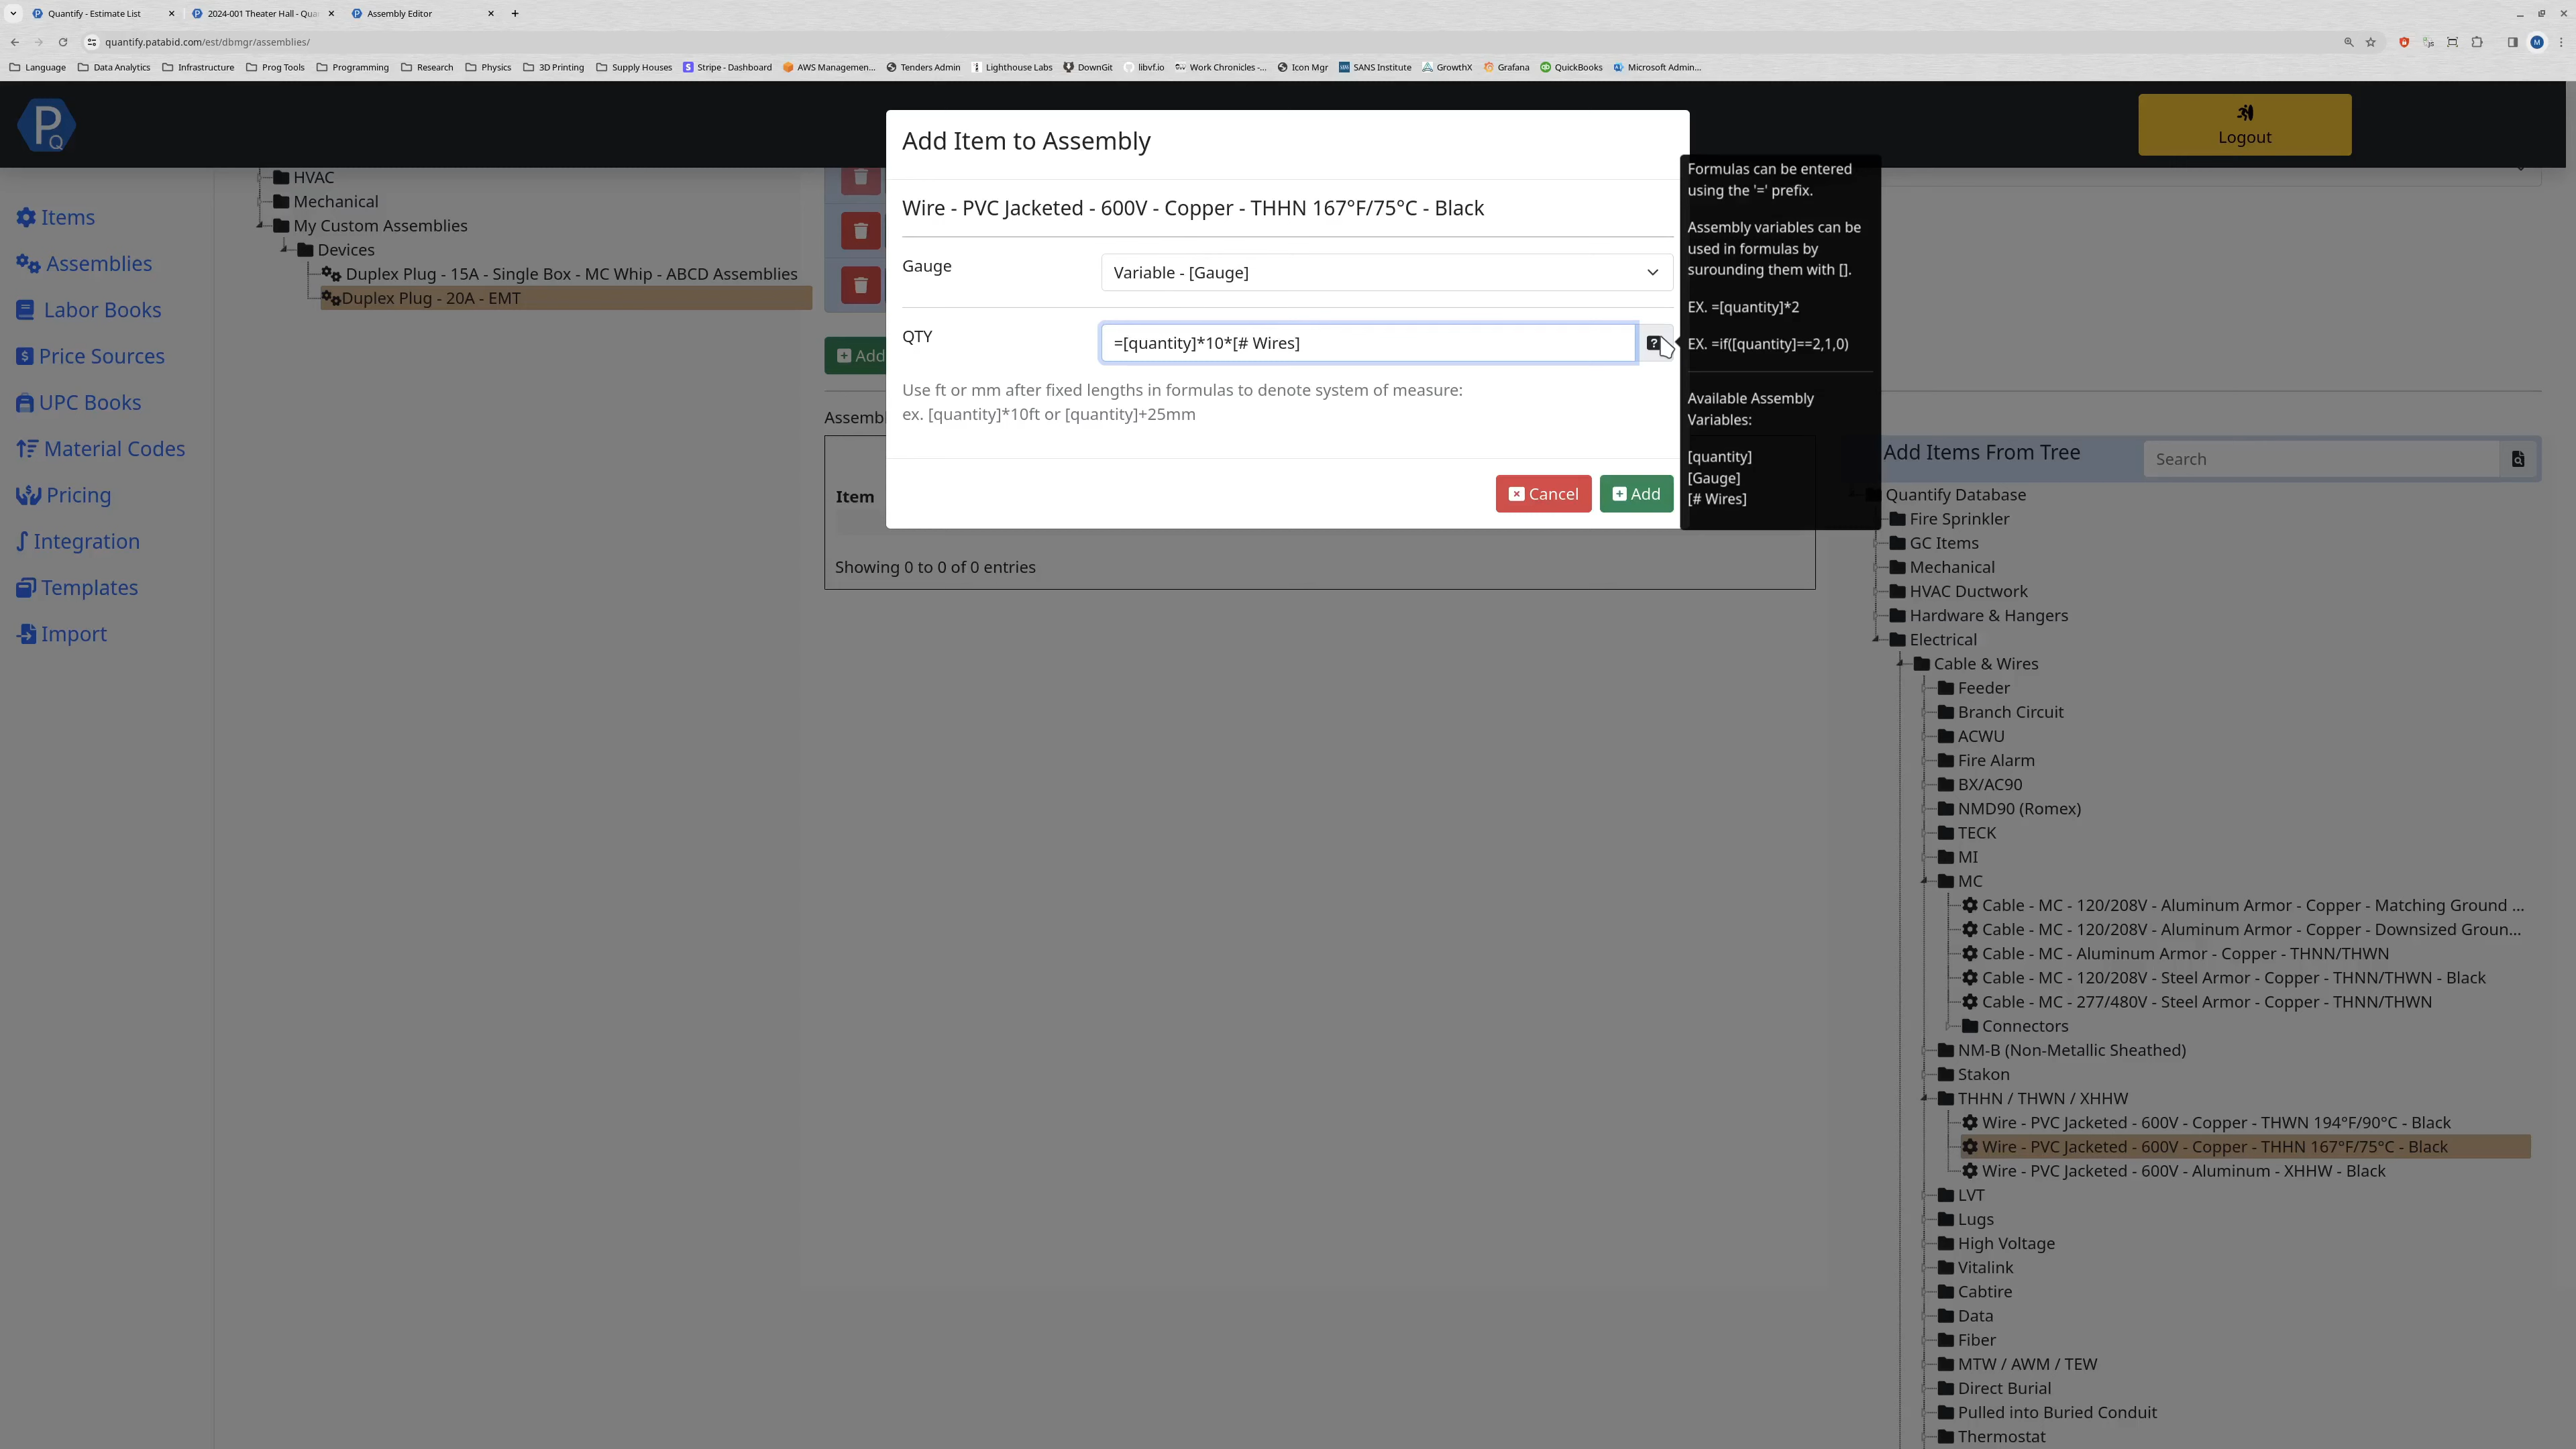 Quantify - Estimate List
2024-001 Theater Hall - Qua
Assembly Editor
quantify.patabid.com/est/dbmgr/assemblies/
Language
Data Analytics
Infrastructure
Prog Tools
Programming
Research
Physics
3D Printing
Supply Houses
Stripe - Dashboard
AWS Managemen...
Tenders Admin
Lighthouse Labs
DownGit
libvf.io
Work Chronicles -...
Icon Mgr
SANS Institute
GrowthX
Grafana
QuickBooks
Microsoft Admin...
M
PQ
Logout
Items
Assemblies
Labor Books
Price Sources
UPC Books
Material Codes
Pricing
Integration
Templates
Import
HVAC
Mechanical
My Custom Assemblies
Devices
Duplex Plug - 15A - Single Box - MC Whip - ABCD Assemblies
Duplex Plug - 20A - EMT
Add
Assemb
Item
Showing 0 to 0 of 0 entries
Add Item to Assembly
Wire - PVC Jacketed - 600V - Copper - THHN 167°F/75°C - Black
Gauge
Variable - [Gauge]
QTY
=[quantity]*10*[# Wires]
Use ft or mm after fixed lengths in formulas to denote system of measure:
ex. [quantity]*10ft or [quantity]+25mm
Cancel
Add
Formulas can be entered
using the '=' prefix.
Assembly variables can be
used in formulas by
surounding them with [].
EX. =[quantity]*2
EX. =if([quantity]==2,1,0)
Available Assembly
Variables:
[quantity]
[Gauge]
[# Wires]
Add Items From Tree
Search
Quantify Database
Fire Sprinkler
GC Items
Mechanical
HVAC Ductwork
Hardware & Hangers
Electrical
Cable & Wires
Feeder
Branch Circuit
ACWU
Fire Alarm
BX/AC90
NMD90 (Romex)
TECK
MI
MC
Cable - MC - 120/208V - Aluminum Armor - Copper - Matching Ground ...
Cable - MC - 120/208V - Aluminum Armor - Copper - Downsized Groun...
Cable - MC - Aluminum Armor - Copper - THNN/THWN
Cable - MC - 120/208V - Steel Armor - Copper - THNN/THWN - Black
Cable - MC - 277/480V - Steel Armor - Copper - THNN/THWN
Connectors
NM-B (Non-Metallic Sheathed)
Stakon
THHN / THWN / XHHW
Wire - PVC Jacketed - 600V - Copper - THWN 194°F/90°C - Black
Wire - PVC Jacketed - 600V - Copper - THHN 167°F/75°C - Black
Wire - PVC Jacketed - 600V - Aluminum - XHHW - Black
LVT
Lugs
High Voltage
Vitalink
Cabtire
Data
Fiber
MTW / AWM / TEW
Direct Burial
Pulled into Buried Conduit
Thermostat